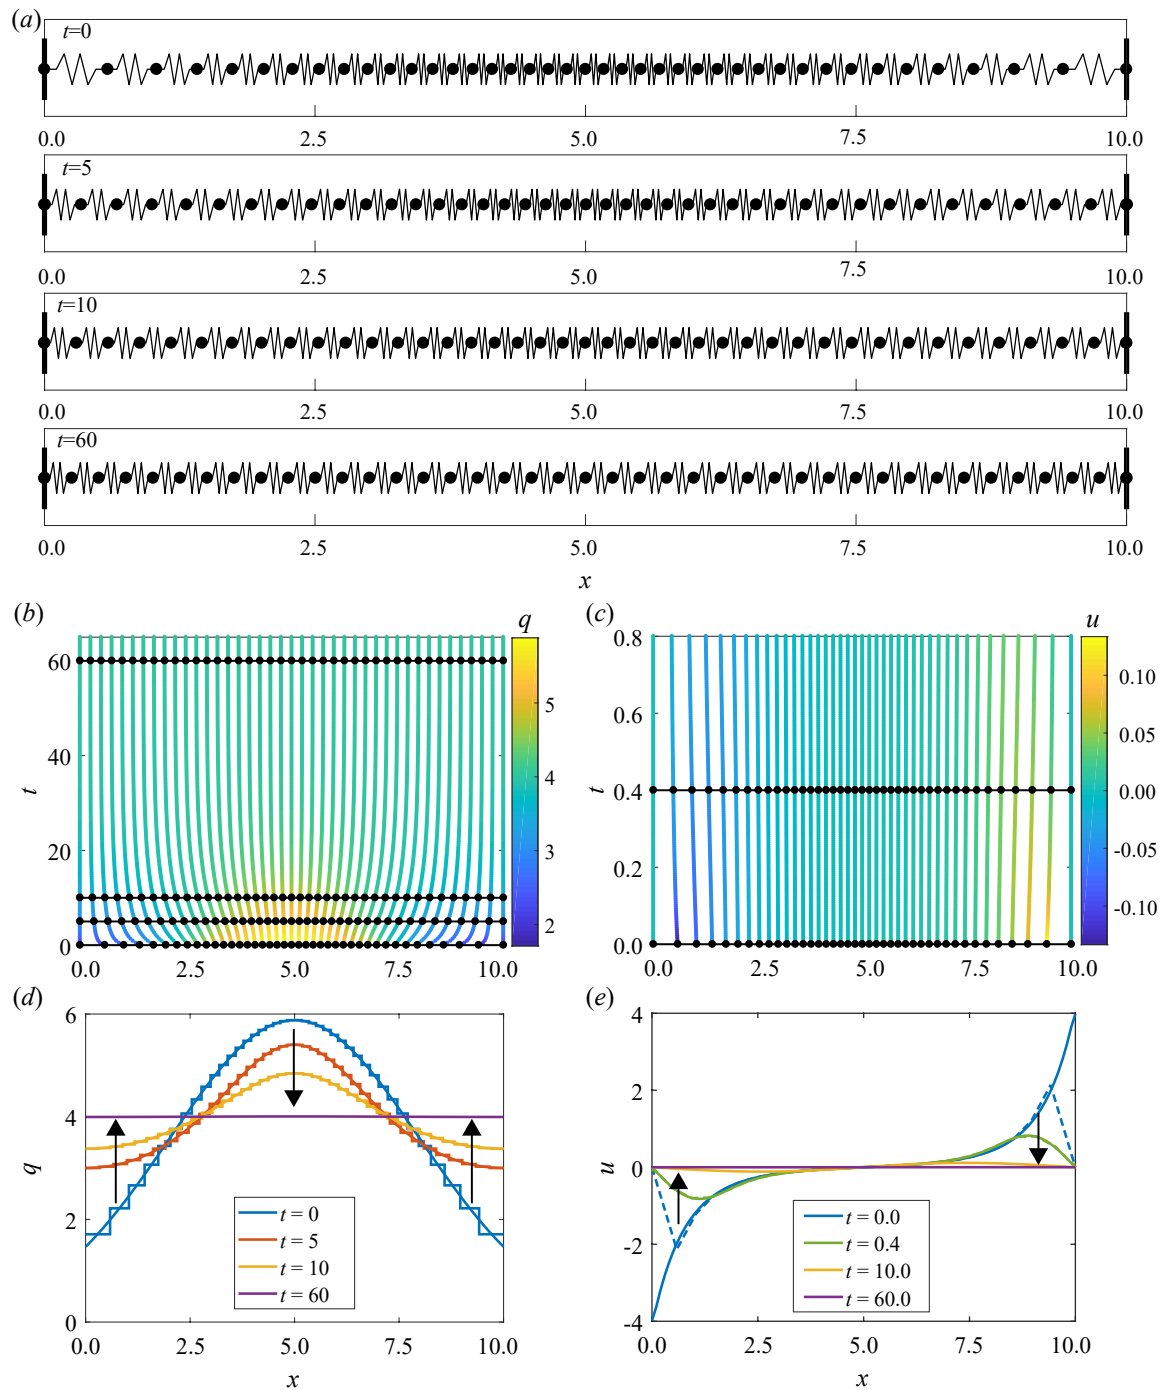 (a)
t=0
0.0 2.5 5.0 7.5 10.0
t=5
0.0 2.5 5.0 7.5 10.0
t=10
0.0 2.5 5.0 7.5 10.0
t=60
0.0 2.5 5.0 7.5 10.0
x
(b)
q
60
40
20
0
t
5
4
3
2
0.0 2.5 5.0 7.5 10.0
(c)
u
0.8
0.6
0.4
0.2
0.0
t
0.10
0.05
0.00
-0.05
-0.10
0.0 2.5 5.0 7.5 10.0
(d)
6
4
2
0
q
t = 0
t = 5
t = 10
t = 60
0.0 2.5 5.0 7.5 10.0
x
(e)
4
2
0
-2
-4
u
t = 0.0
t = 0.4
t = 10.0
t = 60.0
0.0 2.5 5.0 7.5 10.0
x